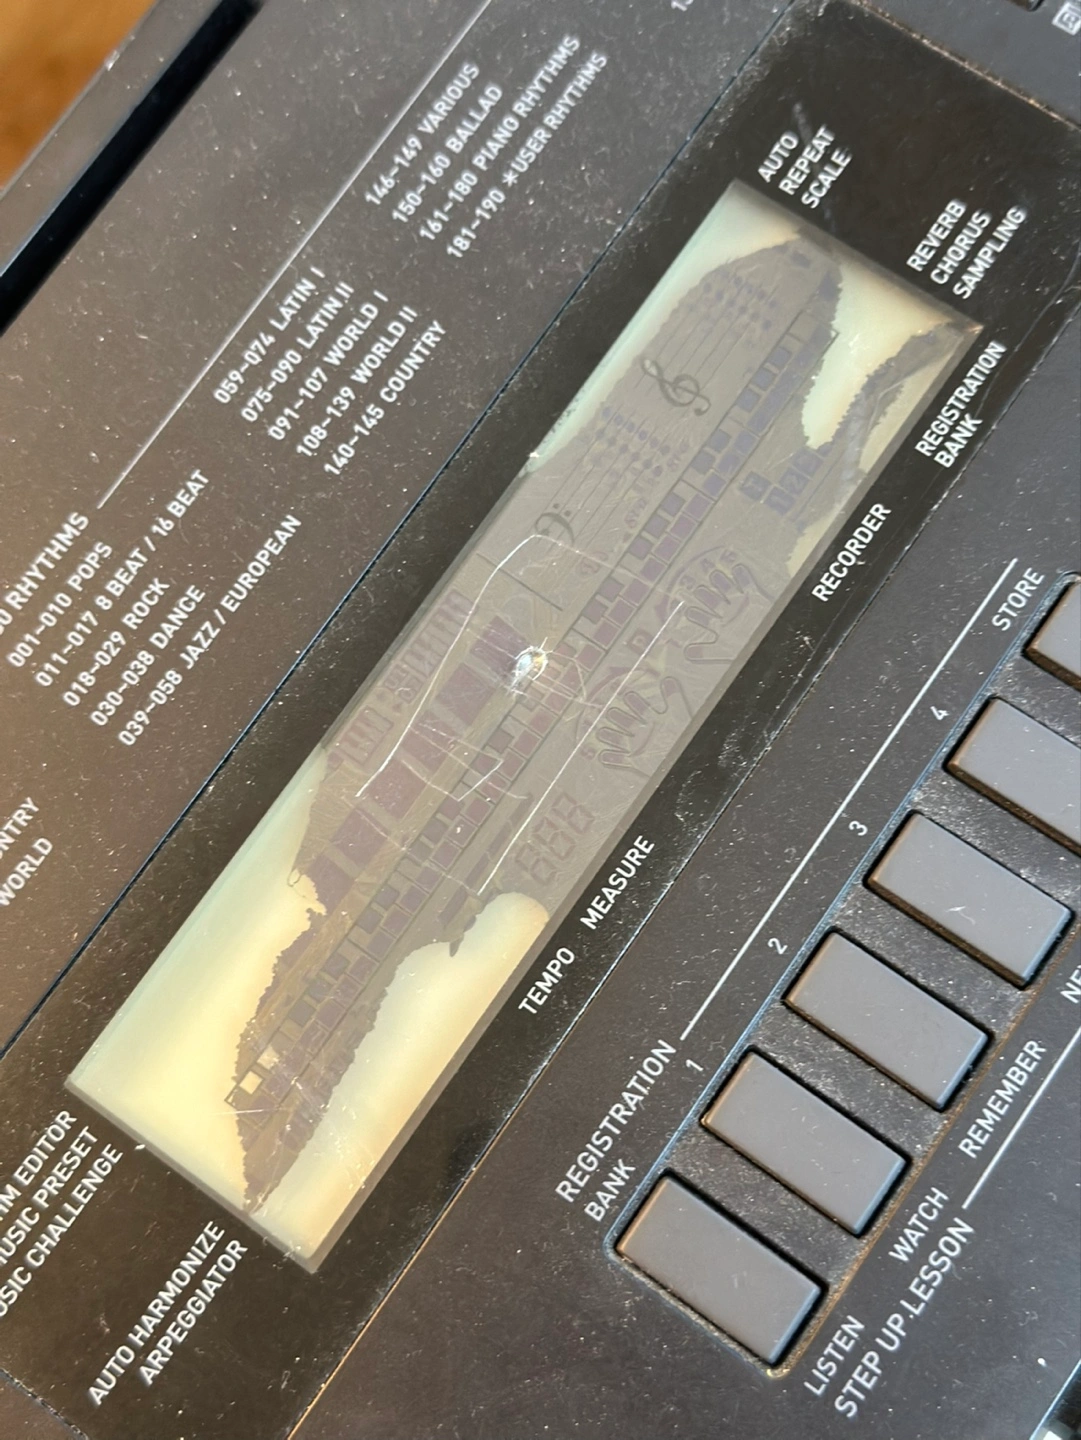 146-149 VARIOUS
150-160 BALLAD
161-180 PIANO RHYTHMS
181-190 *USER RHYTHMS
059-074 LATIN I
075-090 LATIN II
091-107 WORLD I
108-139 WORLD II
140-145 COUNTRY
RHYTHMS
001-010 POPS
011-017 8 BEAT / 16 BEAT
018-029 ROCK
030-038 DANCE
039-058 JAZZ / EUROPEAN
WORLD
AUTO
REPEAT
SCALE
REVERB
CHORUS
SAMPLING
REGISTRATION
BANK
RECORDER
MEASURE
TEMPO
EDITOR
MUSIC PRESET
CHALLENGE
AUTO HARMONIZE
ARPEGGIATOR
STORE
4
3
2
1
REGISTRATION
BANK
REMEMBER
WATCH
LISTEN
STEP UP LESSON